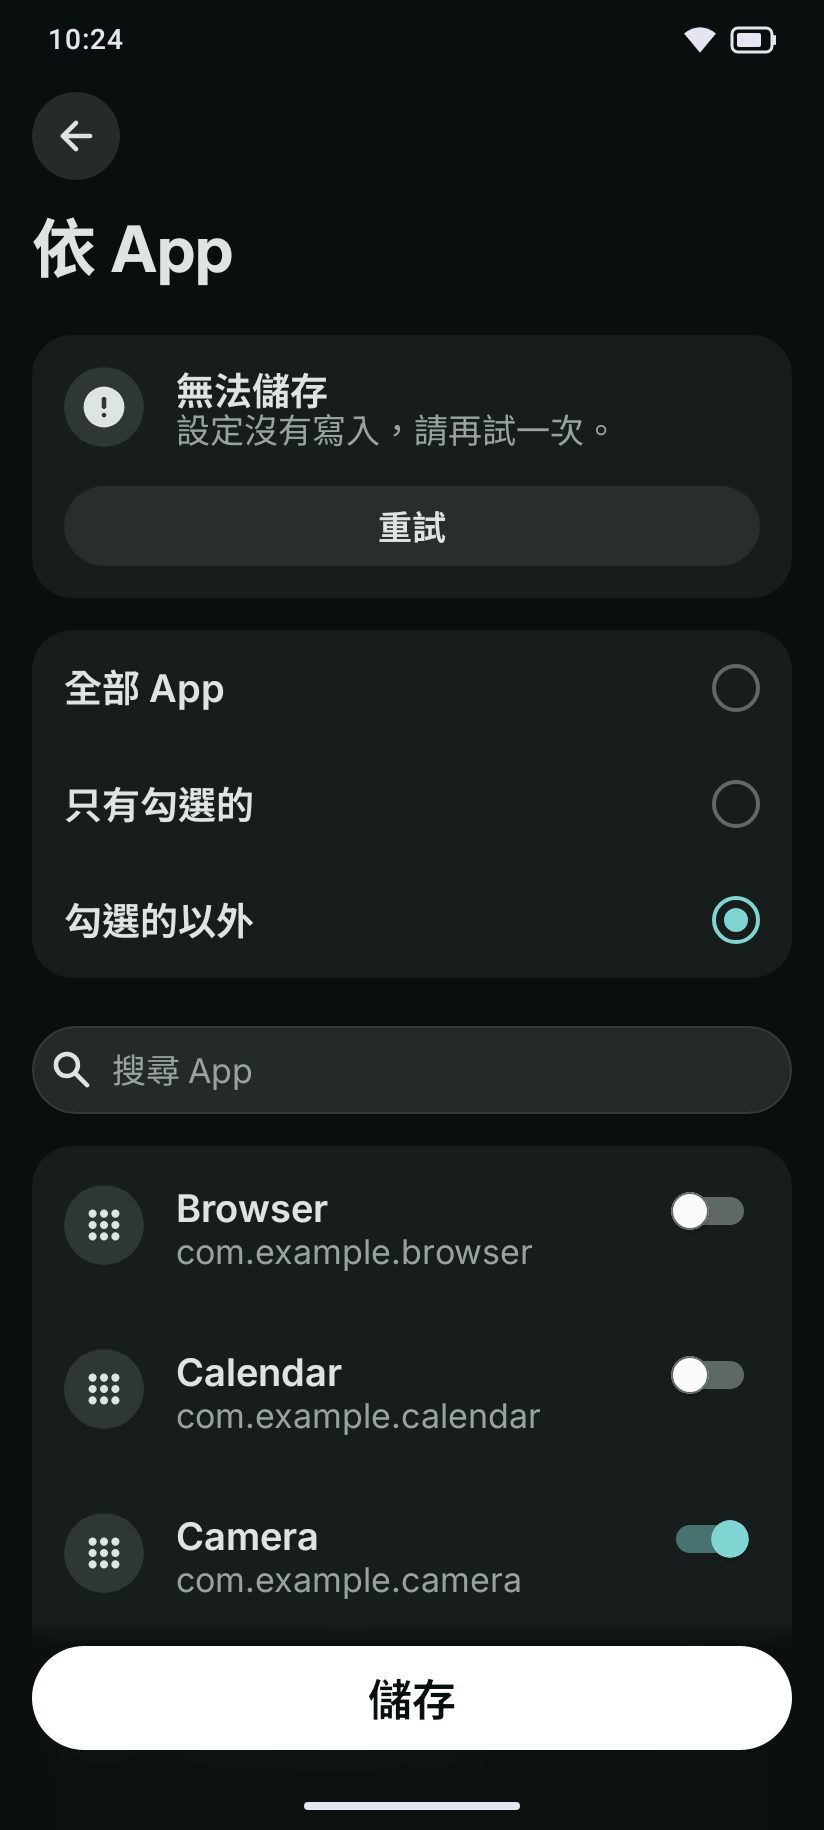 10:24
依 App
無法儲存
設定沒有寫入，請再試一次。
重試
全部 App
只有勾選的
勾選的以外
搜尋 App
Browser
com.example.browser
Calendar
com.example.calendar
Camera
com.example.camera
儲存